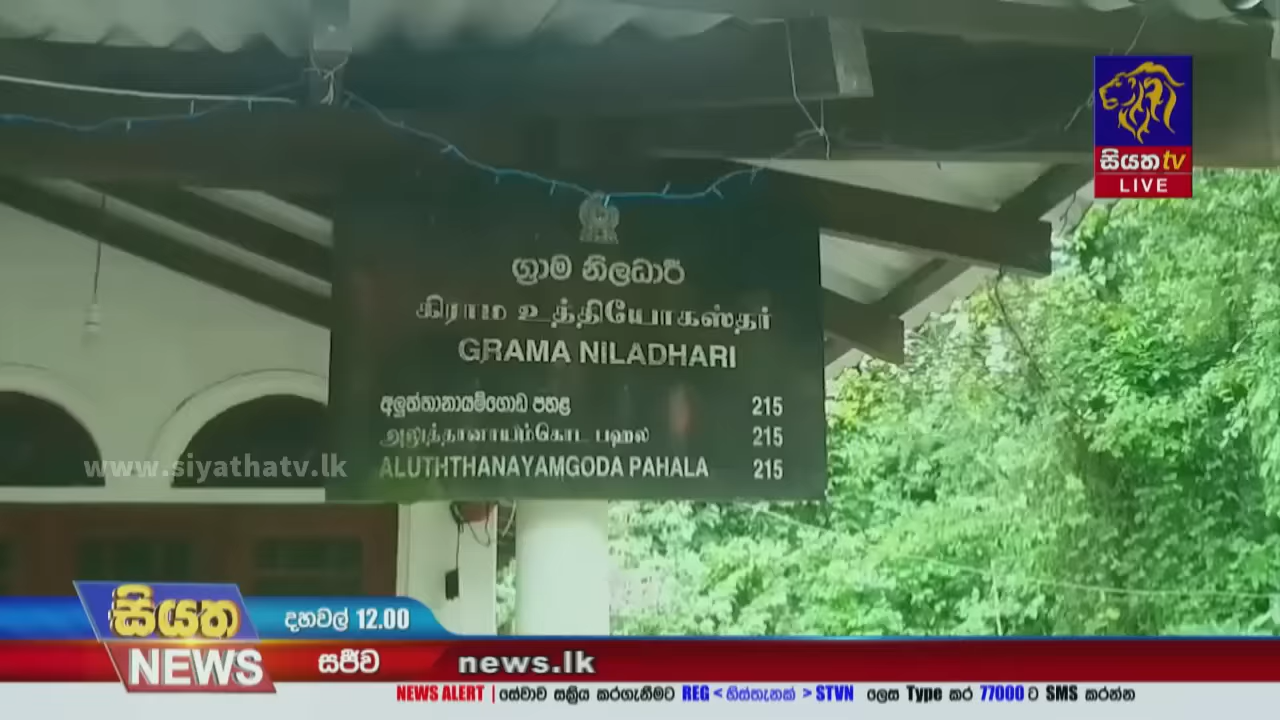 සියත tv
LIVE
ග්‍රාම නිලධාරී
கிராம உத்தியோகஸ்தர்
GRAMA NILADHARI
අලුත්තානායම්ගොඩ පහළ 215
அலுத்தானாயம்கொட பஹல 215
ALUTHTHANAYAMGODA PAHALA 215
www.siyathatv.lk
සියත දහවල් 12.00
NEWS සජීව news.lk
NEWS ALERT | සේවාව සක්‍රිය කරගැනීමට REG < හිස්තැනක් > STVN ලෙස Type කර 77000 ට SMS කරන්න